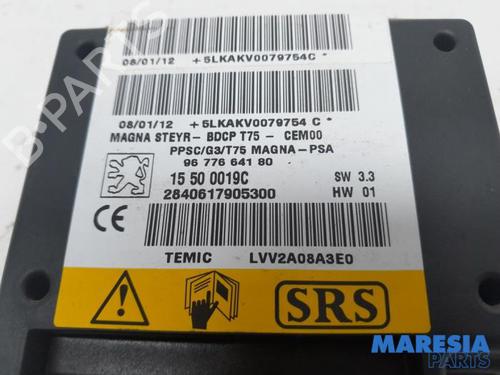 08/01/12 +5LKAKV0079754C *
08/01/12 +5LKAKV0079754 C *
MAGNA STEYR- BDCP T75 - CEM00
PPSC/G3/T75 MAGNA-PSA
96 776 641 80
15 50 0019C SW 3.3
2840617905300 HW 01
CE
TEMIC LVV2A08A3E0
SRS
B-PARTS
MARESIA
PARTS